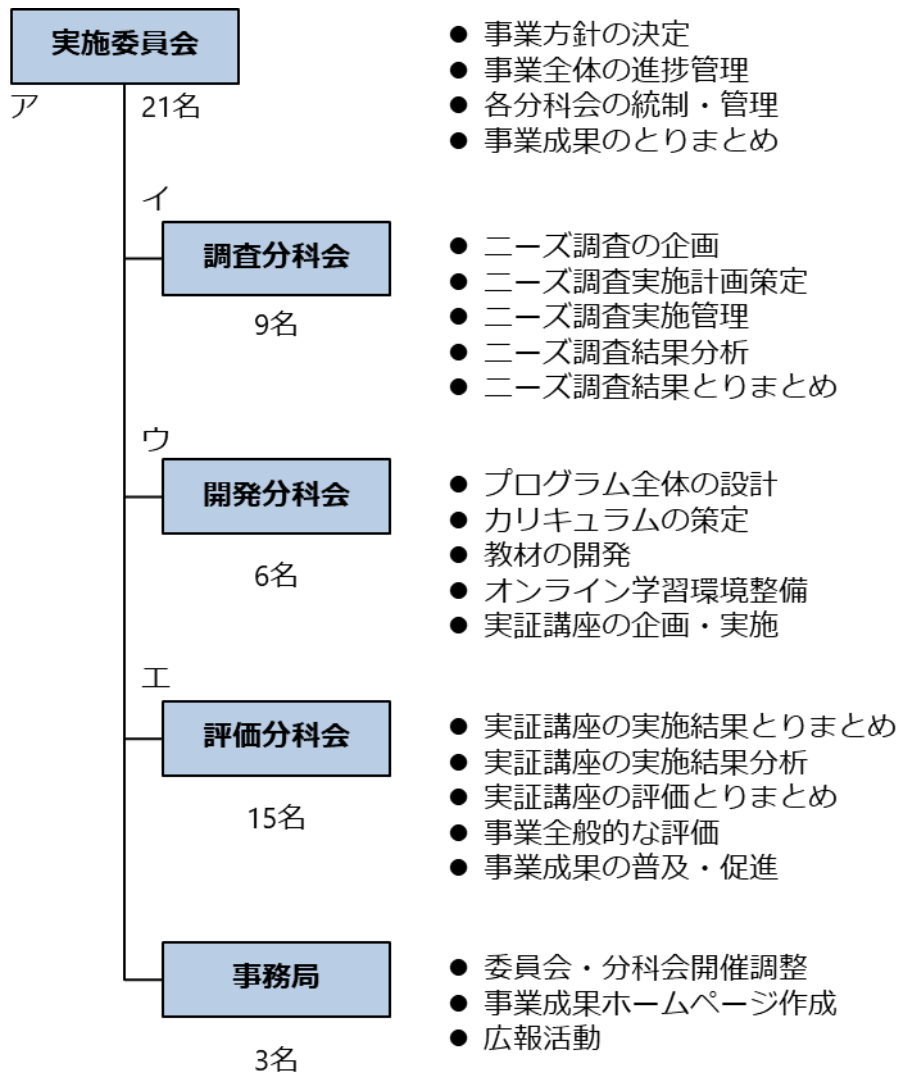 実施委員会
ア
21名
● 事業方針の決定
● 事業全体の進捗管理
● 各分科会の統制・管理
● 事業成果のとりまとめ
イ
調査分科会
9名
● ニーズ調査の企画
● ニーズ調査実施計画策定
● ニーズ調査実施管理
● ニーズ調査結果分析
● ニーズ調査結果とりまとめ
ウ
開発分科会
6名
● プログラム全体の設計
● カリキュラムの策定
● 教材の開発
● オンライン学習環境整備
● 実証講座の企画・実施
エ
評価分科会
15名
● 実証講座の実施結果とりまとめ
● 実証講座の実施結果分析
● 実証講座の評価とりまとめ
● 事業全般的な評価
● 事業成果の普及・促進
事務局
3名
● 委員会・分科会開催調整
● 事業成果ホームページ作成
● 広報活動